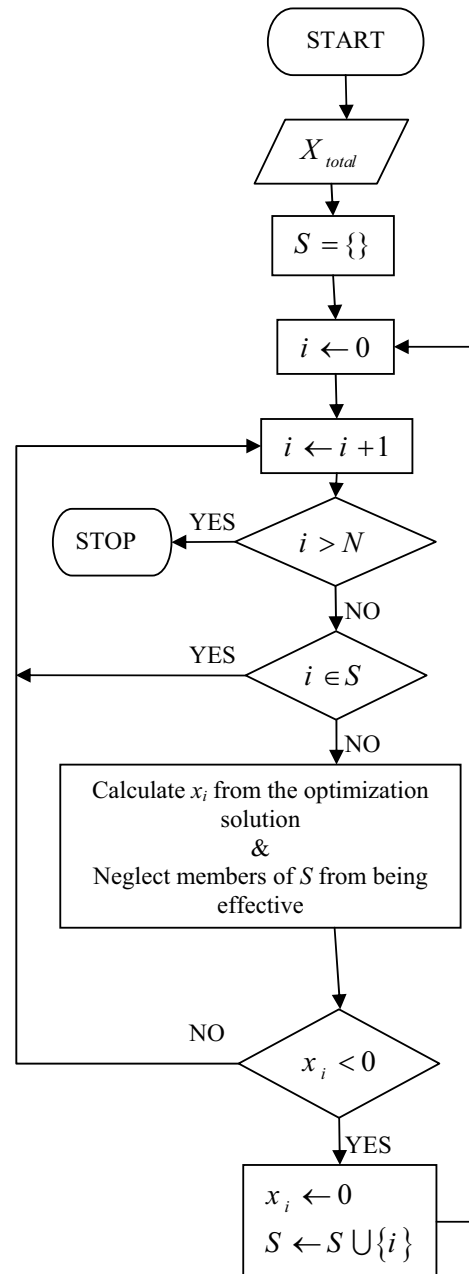 START
X_total
S = {}
i ← 0
i ← i + 1
YES
STOP
i > N
NO
YES
i ∈ S
NO
Calculate x_i from the optimization
solution
&
Neglect members of S from being
effective
NO
x_i < 0
YES
x_i ← 0
S ← S ∪ {i}